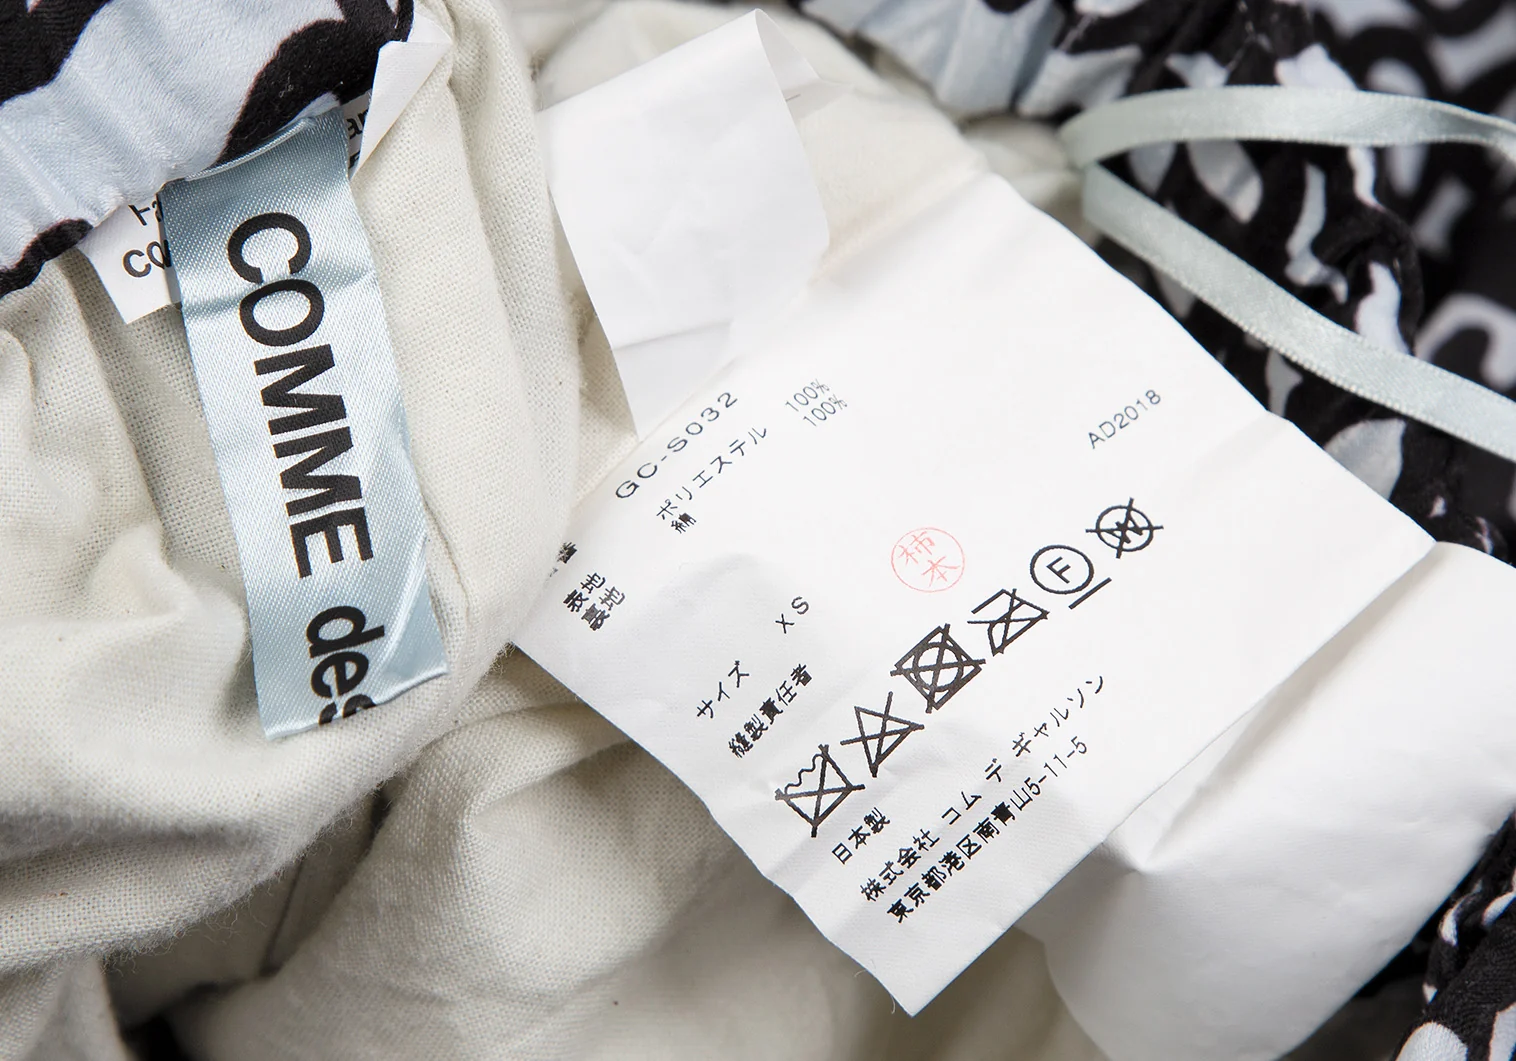 COMME des
GC-S032
表地 ポリエステル 100%
裏地 綿 100%
AD2018
柿本
サイズ XS
縫製責任者
F
W
日本製
株式会社 コム デ ギャルソン
東京都港区南青山5-11-5